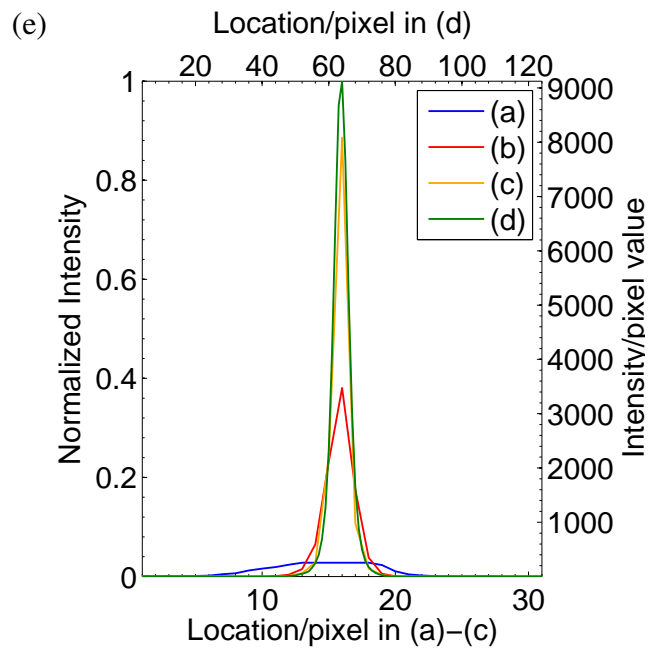 (e)
Location/pixel in (d)
20 40 60 80 100 120
1
0.8
0.6
0.4
0.2
0
Normalized Intensity
(a)
(b)
(c)
(d)
9000
8000
7000
6000
5000
4000
3000
2000
1000
Intensity/pixel value
10 20 30
Location/pixel in (a)−(c)